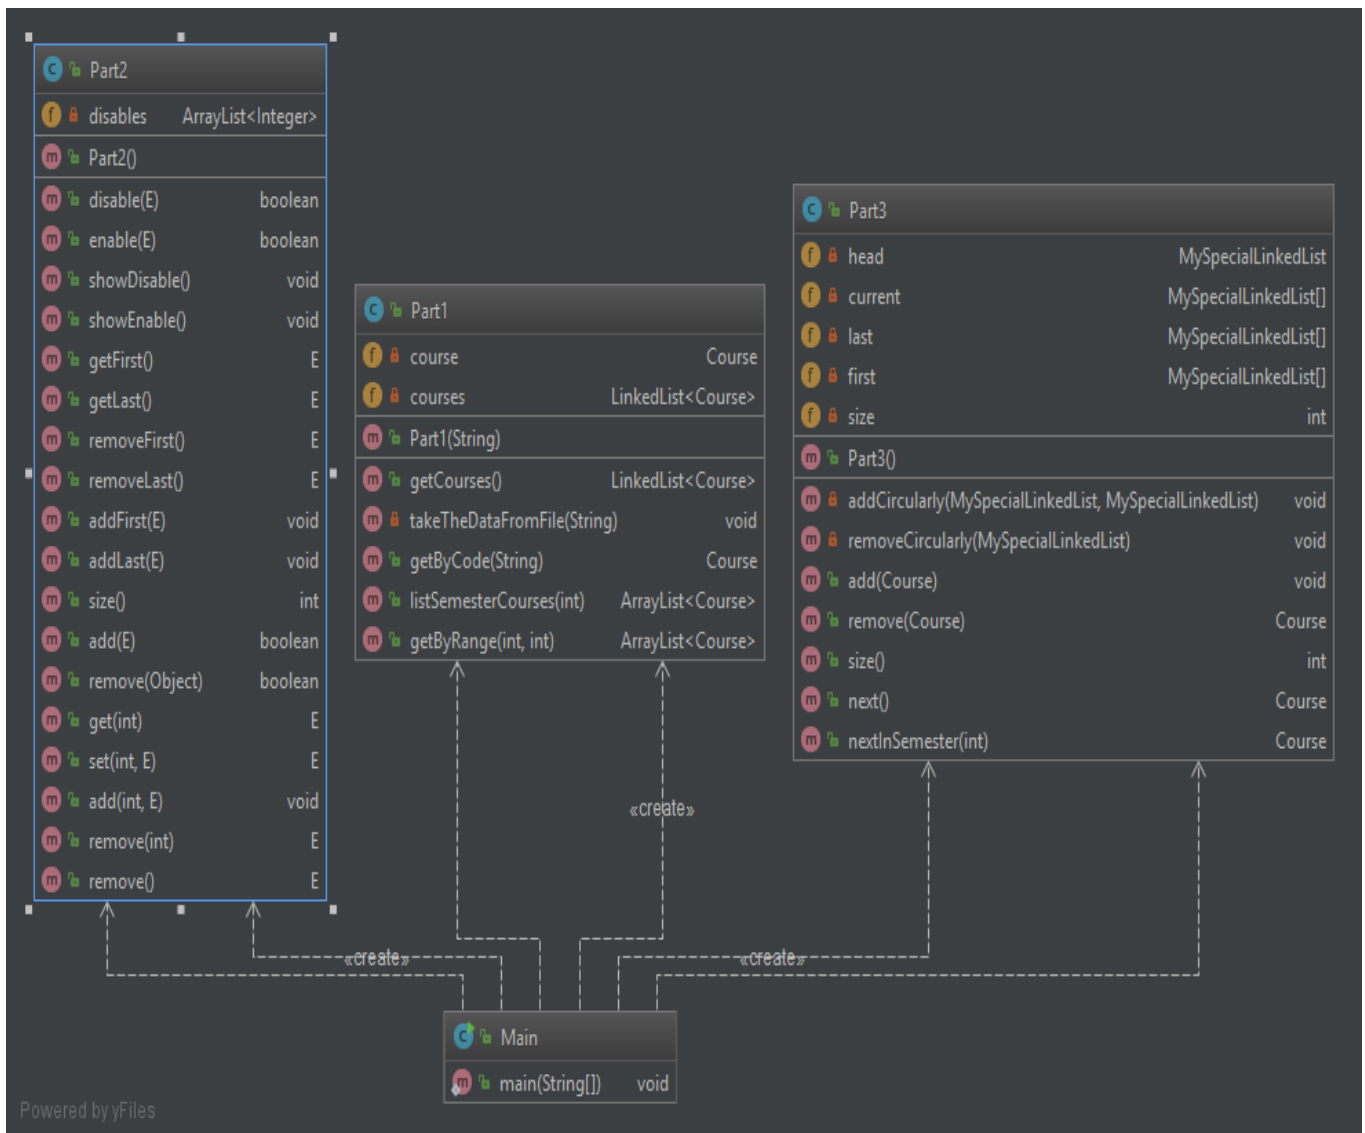 Part2
disables ArrayList<Integer>
Part2()
disable(E) boolean
enable(E) boolean
showDisable() void
showEnable() void
getFirst() E
getLast() E
removeFirst() E
removeLast() E
addFirst(E) void
addLast(E) void
size() int
add(E) boolean
remove(Object) boolean
get(int) E
set(int, E) E
add(int, E) void
remove(int) E
remove() E
Part1
course Course
courses LinkedList<Course>
Part1(String)
getCourses() LinkedList<Course>
takeTheDataFromFile(String) void
getByCode(String) Course
listSemesterCourses(int) ArrayList<Course>
getByRange(int, int) ArrayList<Course>
Part3
head MySpecialLinkedList
current MySpecialLinkedList[]
last MySpecialLinkedList[]
first MySpecialLinkedList[]
size int
Part3()
addCircularly(MySpecialLinkedList, MySpecialLinkedList) void
removeCircularly(MySpecialLinkedList) void
add(Course) void
remove(Course) Course
size() int
next() Course
nextInSemester(int) Course
«create»
«create»
«create»
Main
main(String[]) void
Powered by yFiles